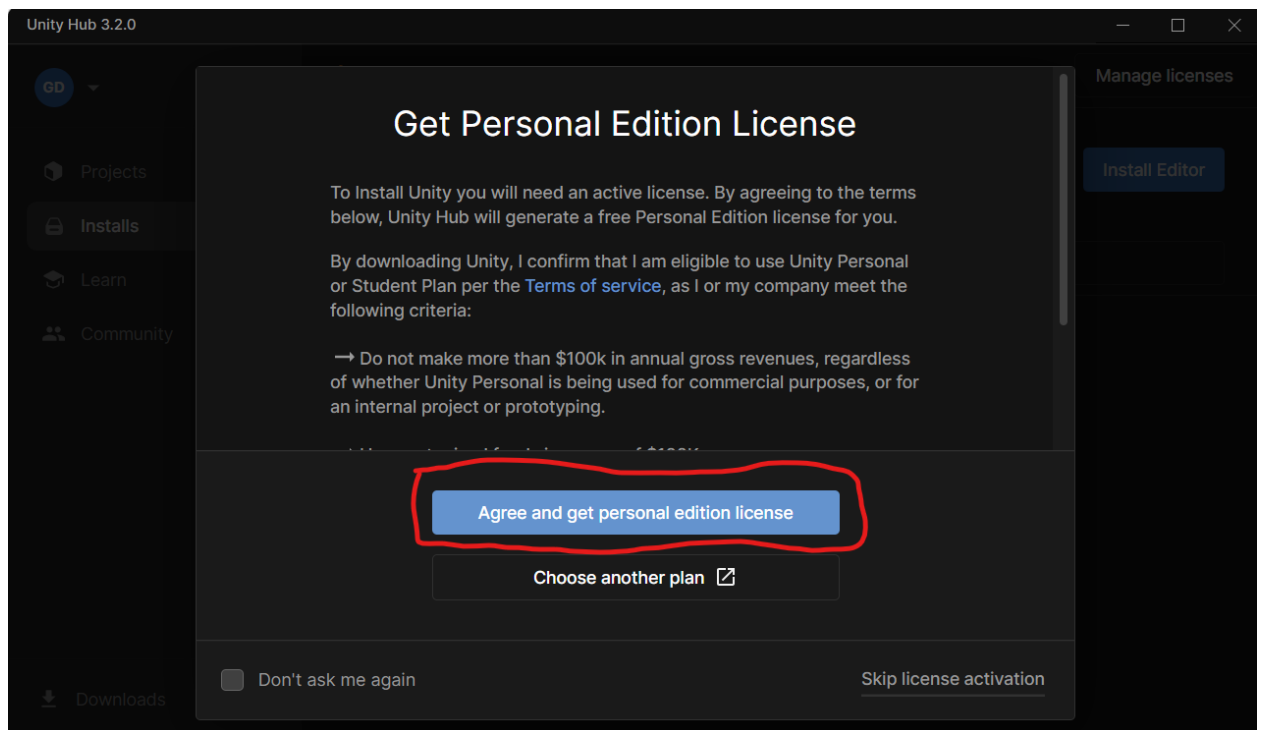 Unity Hub 3.2.0
GD
Manage licenses
Get Personal Edition License
Projects
Install Editor
To Install Unity you will need an active license. By agreeing to the terms
below, Unity Hub will generate a free Personal Edition license for you.
Installs
By downloading Unity, I confirm that I am eligible to use Unity Personal
or Student Plan per the Terms of service, as I or my company meet the
following criteria:
Learn
Community
→ Do not make more than $100k in annual gross revenues, regardless
of whether Unity Personal is being used for commercial purposes, or for
an internal project or prototyping.
Agree and get personal edition license
Choose another plan
Don't ask me again
Skip license activation
Downloads